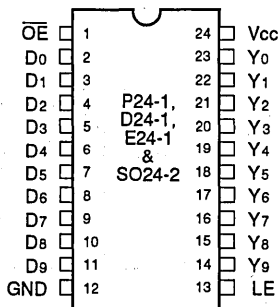 OE 1 24 Vcc
D0 2 23 Y0
D1 3 22 Y1
D2 4 P24-1, 21 Y2
D3 5 D24-1, 20 Y3
D4 6 E24-1 19 Y4
D5 7 & 18 Y5
D6 8 SO24-2 17 Y6
D7 9 16 Y7
D8 10 15 Y8
D9 11 14 Y9
GND 12 13 LE